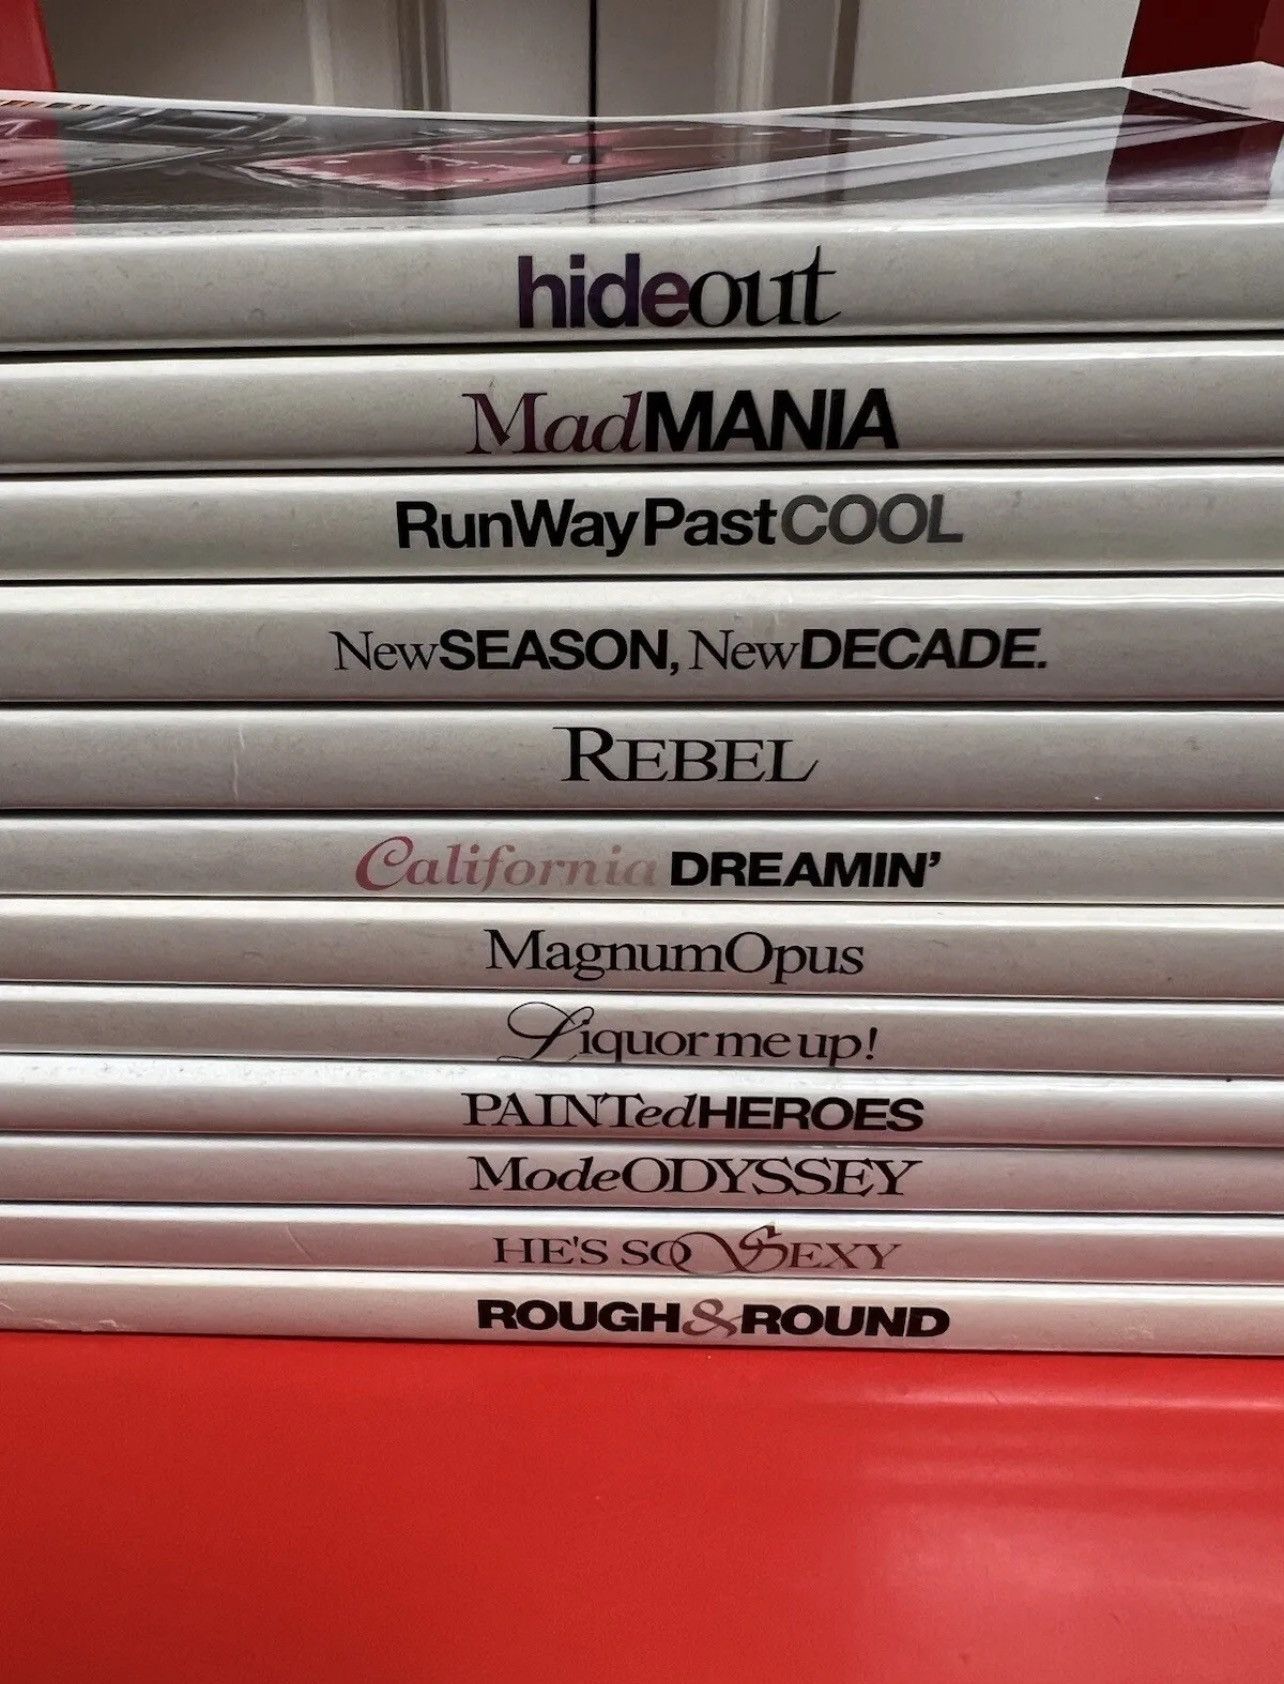 hideout
MadMANIA
RunWayPastCOOL
NewSEASON, NewDECADE.
REBEL
California DREAMIN'
MagnumOpus
Liquor me up!
PAINTedHEROES
ModeODYSSEY
HE'S SO SEXY
ROUGH&ROUND